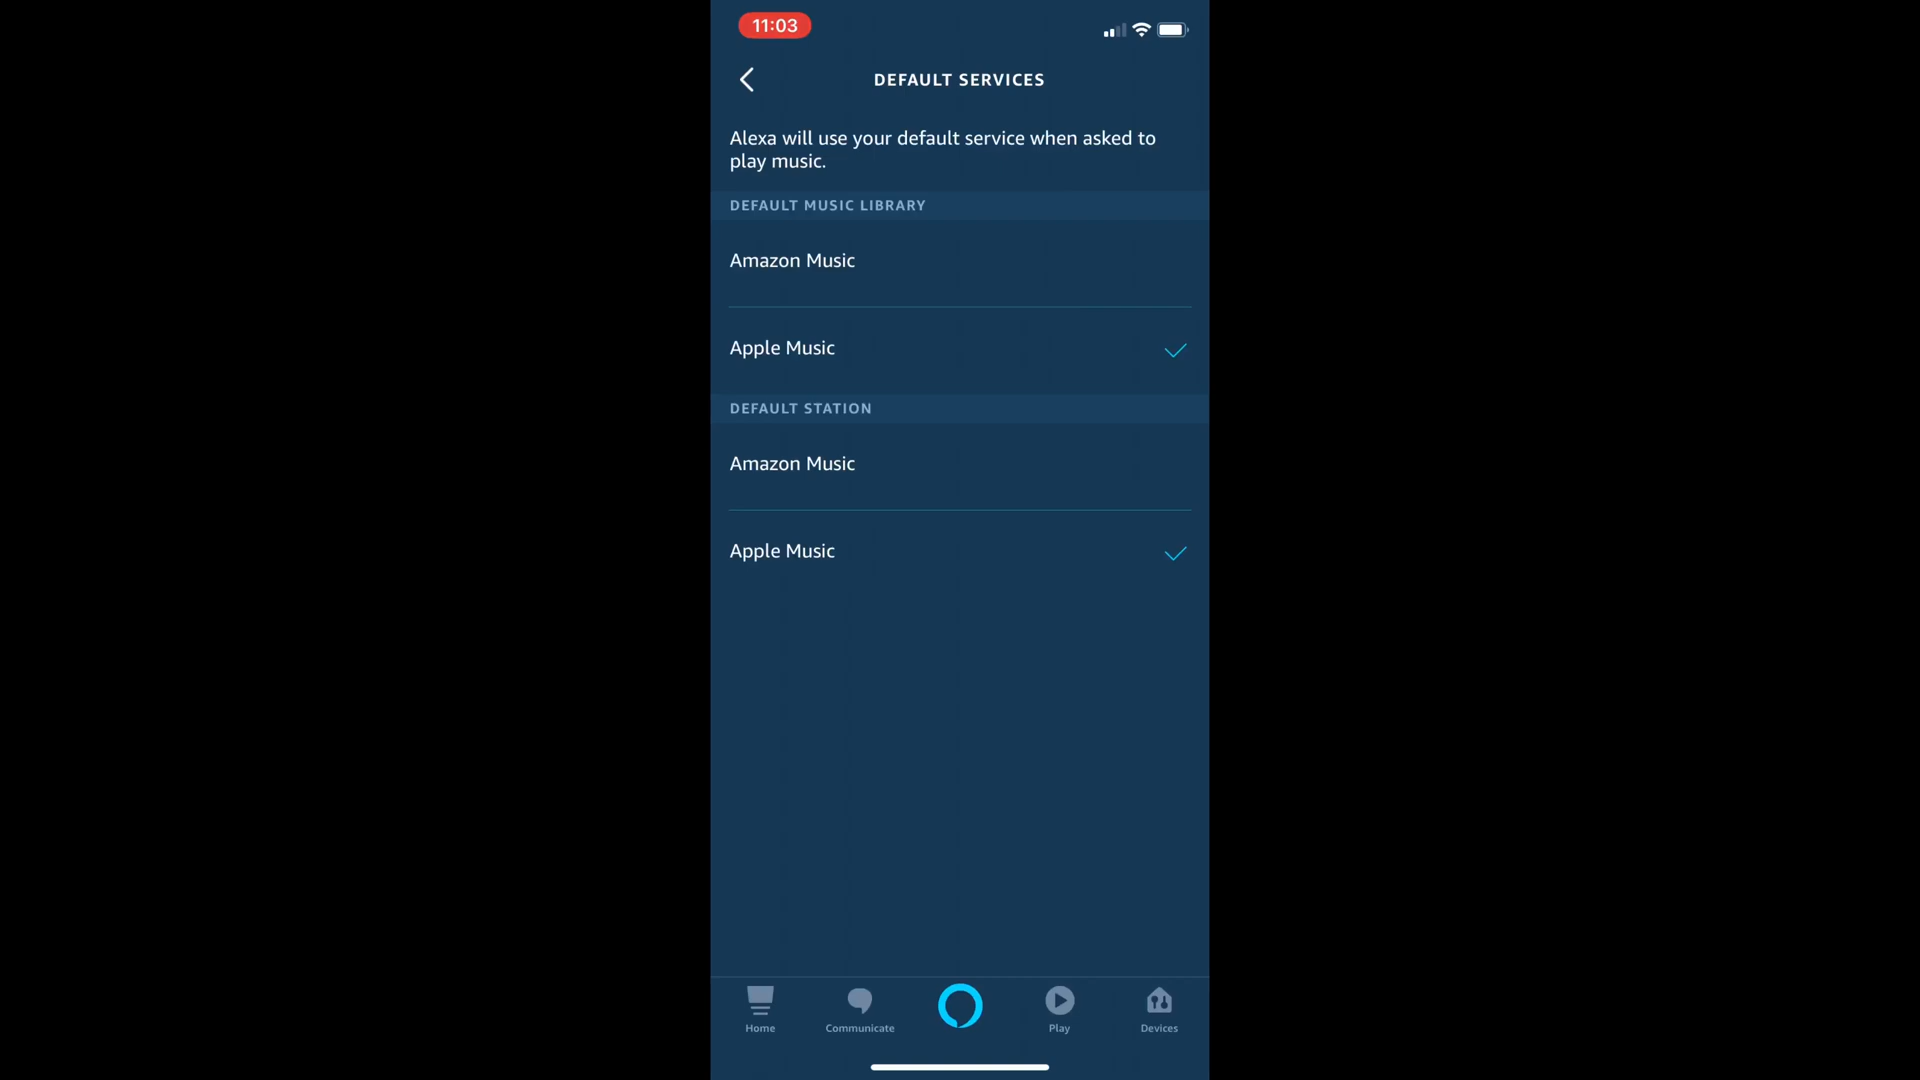 11:03
DEFAULT SERVICES
Alexa will use your default service when asked to
play music.
DEFAULT MUSIC LIBRARY
Amazon Music
Apple Music
DEFAULT STATION
Amazon Music
Apple Music
Home
Communicate
Play
Devices